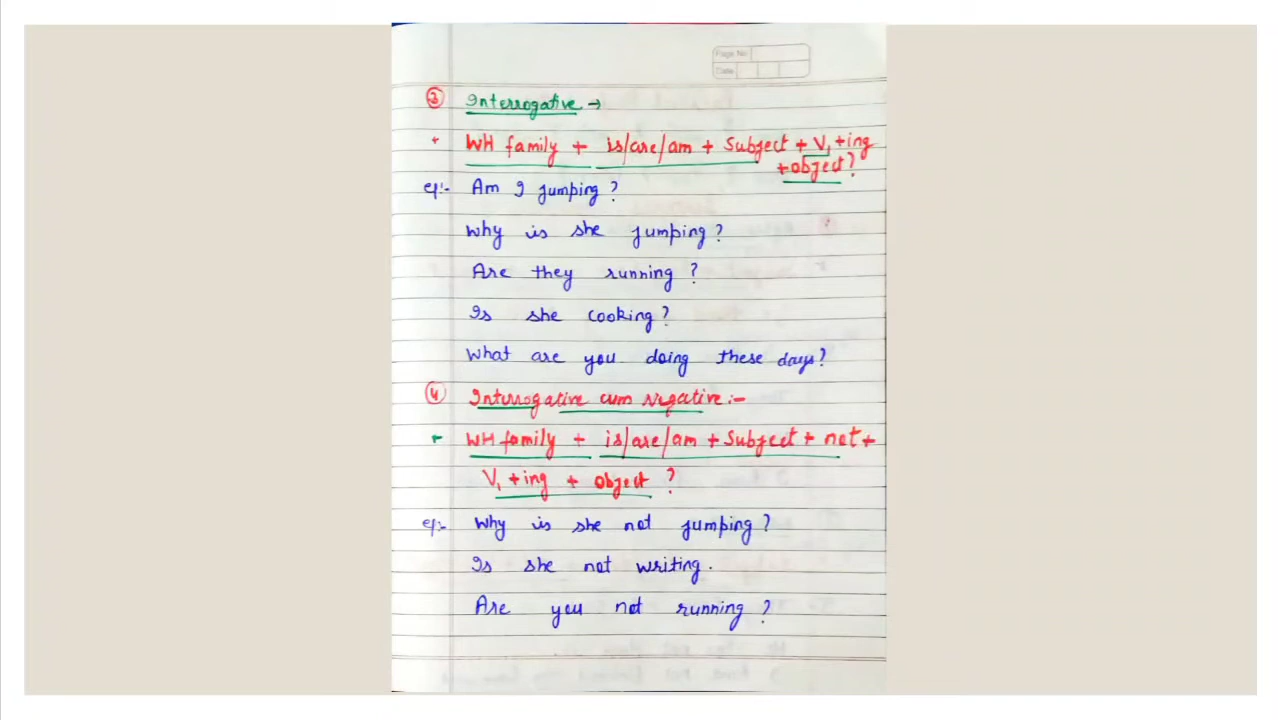 Page No.
Date
③ Interrogative →
+ WH family + is/are/am + Subject + V₁ +ing
+object?
eg:- Am I jumping?
Why is she jumping?
Are they running?
Is she cooking?
What are you doing these days?
④ Interrogative cum negative :-
+ WH family + is/are/am + Subject + not +
V₁ +ing + object ?
eg:- Why is she not jumping?
Is she not writing.
Are you not running?